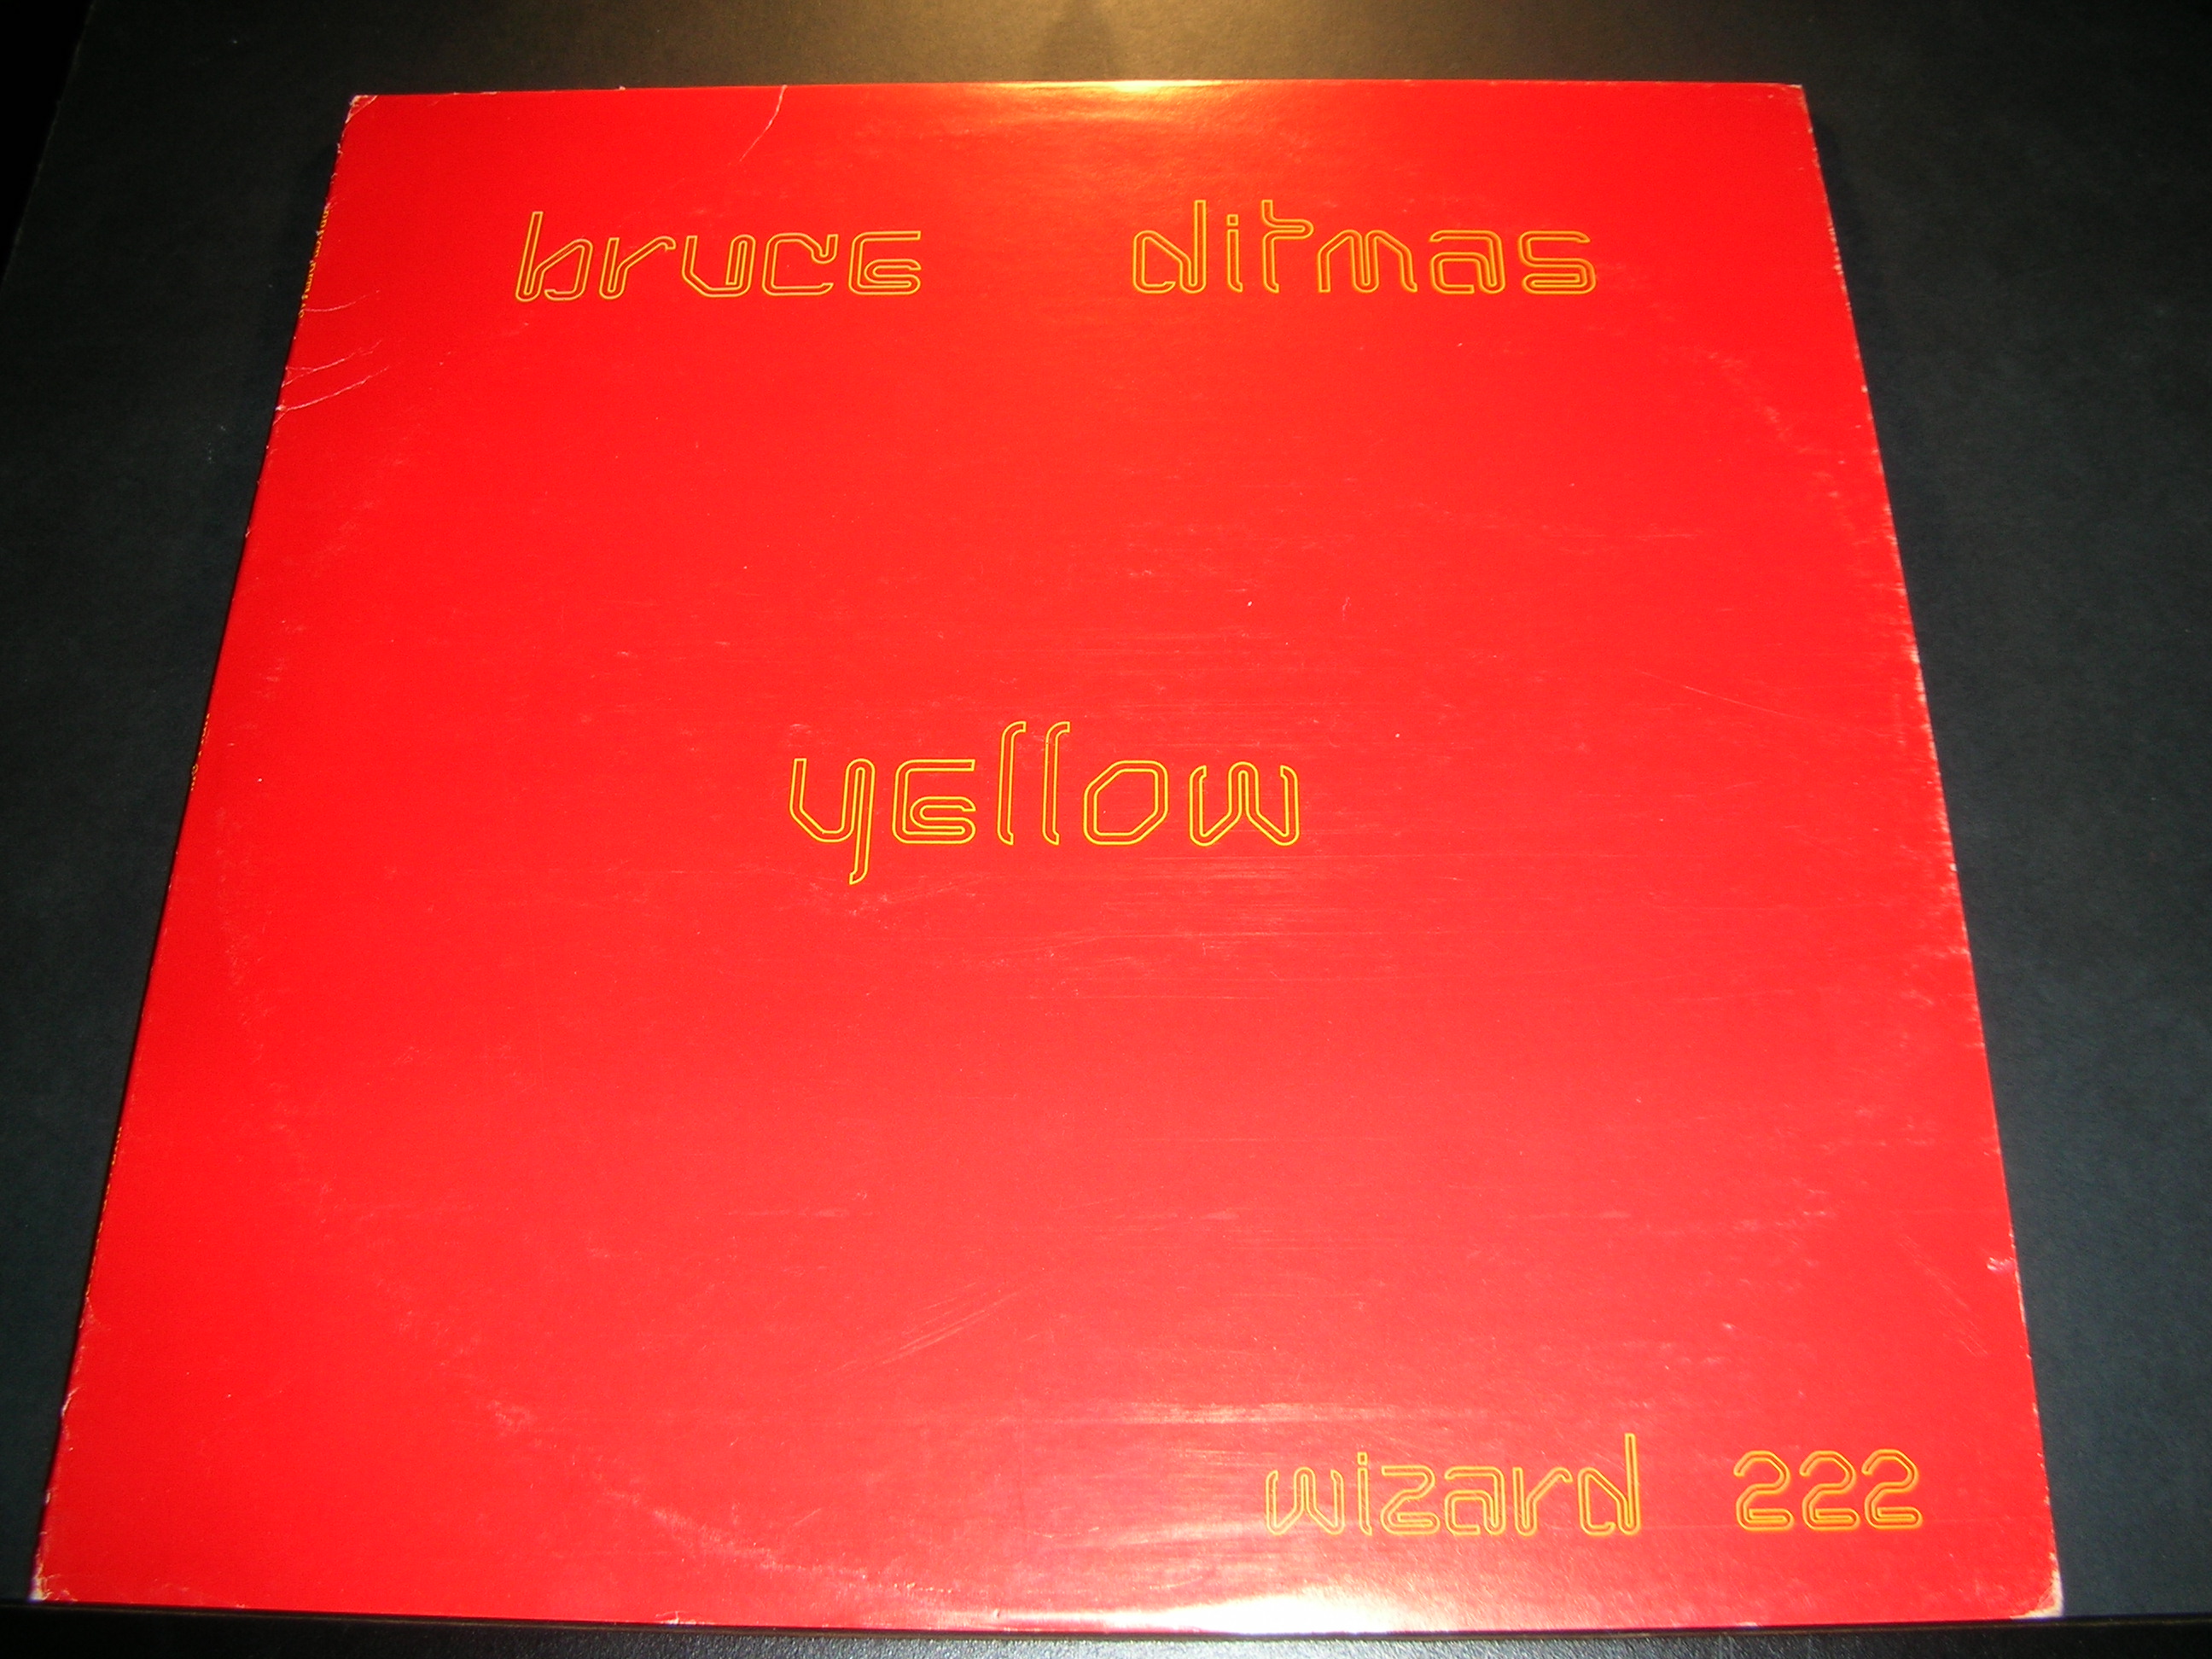 bruce ditmas
yellow
wizard 222